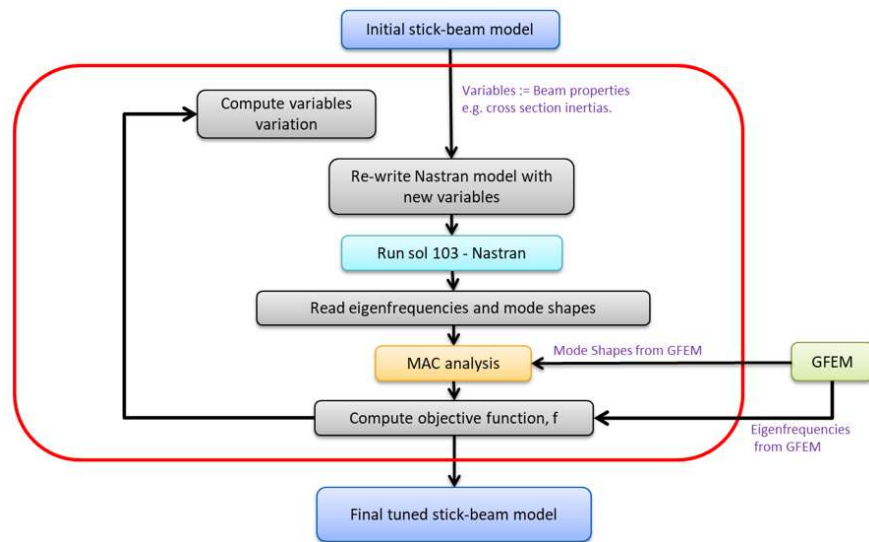 Initial stick-beam model
Variables := Beam properties
e.g. cross section inertias.
Compute variables
variation
Re-write Nastran model with
new variables
Run sol 103 - Nastran
Read eigenfrequencies and mode shapes
Mode Shapes from GFEM
MAC analysis
GFEM
Compute objective function, f
Eigenfrequencies
from GFEM
Final tuned stick-beam model